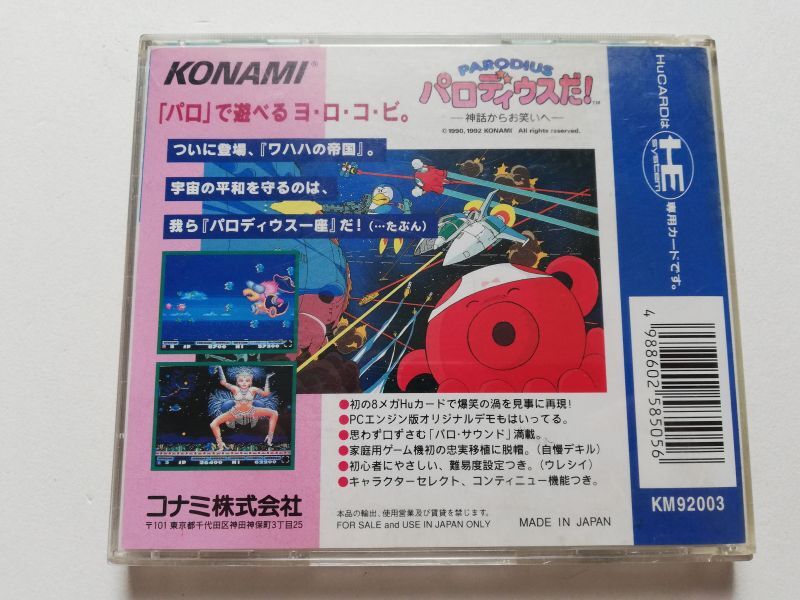 KONAMI®
「パロ」で遊べるヨ・ロ・コ・ビ。
ついに登場、『ワハハの帝国』。
宇宙の平和を守るのは、
我ら『パロディウス一座』だ!(…たぶん)
PARODIUS
パロディウスだ!™
—神話からお笑いへ—
©1990,1992 KONAMI All rights reserved.
HuCARDは
HE
SYSTEM
専用カードです。
●初の8メガHuカードで爆笑の渦を見事に再現!
●PCエンジン版オリジナルデモもはいってる。
●思わず口ずさむ「パロ・サウンド」満載。
●家庭用ゲーム機初の忠実移植に脱帽。(自慢デキル)
●初心者にやさしい、難易度設定つき。(ウレシイ)
●キャラクターセレクト、コンティニュー機能つき。
コナミ株式会社
〒101 東京都千代田区神田神保町3丁目25
本品の輸出、使用営業及び賃貸を禁じます。
FOR SALE and USE IN JAPAN ONLY
MADE IN JAPAN
4 988602 585056
KM92003